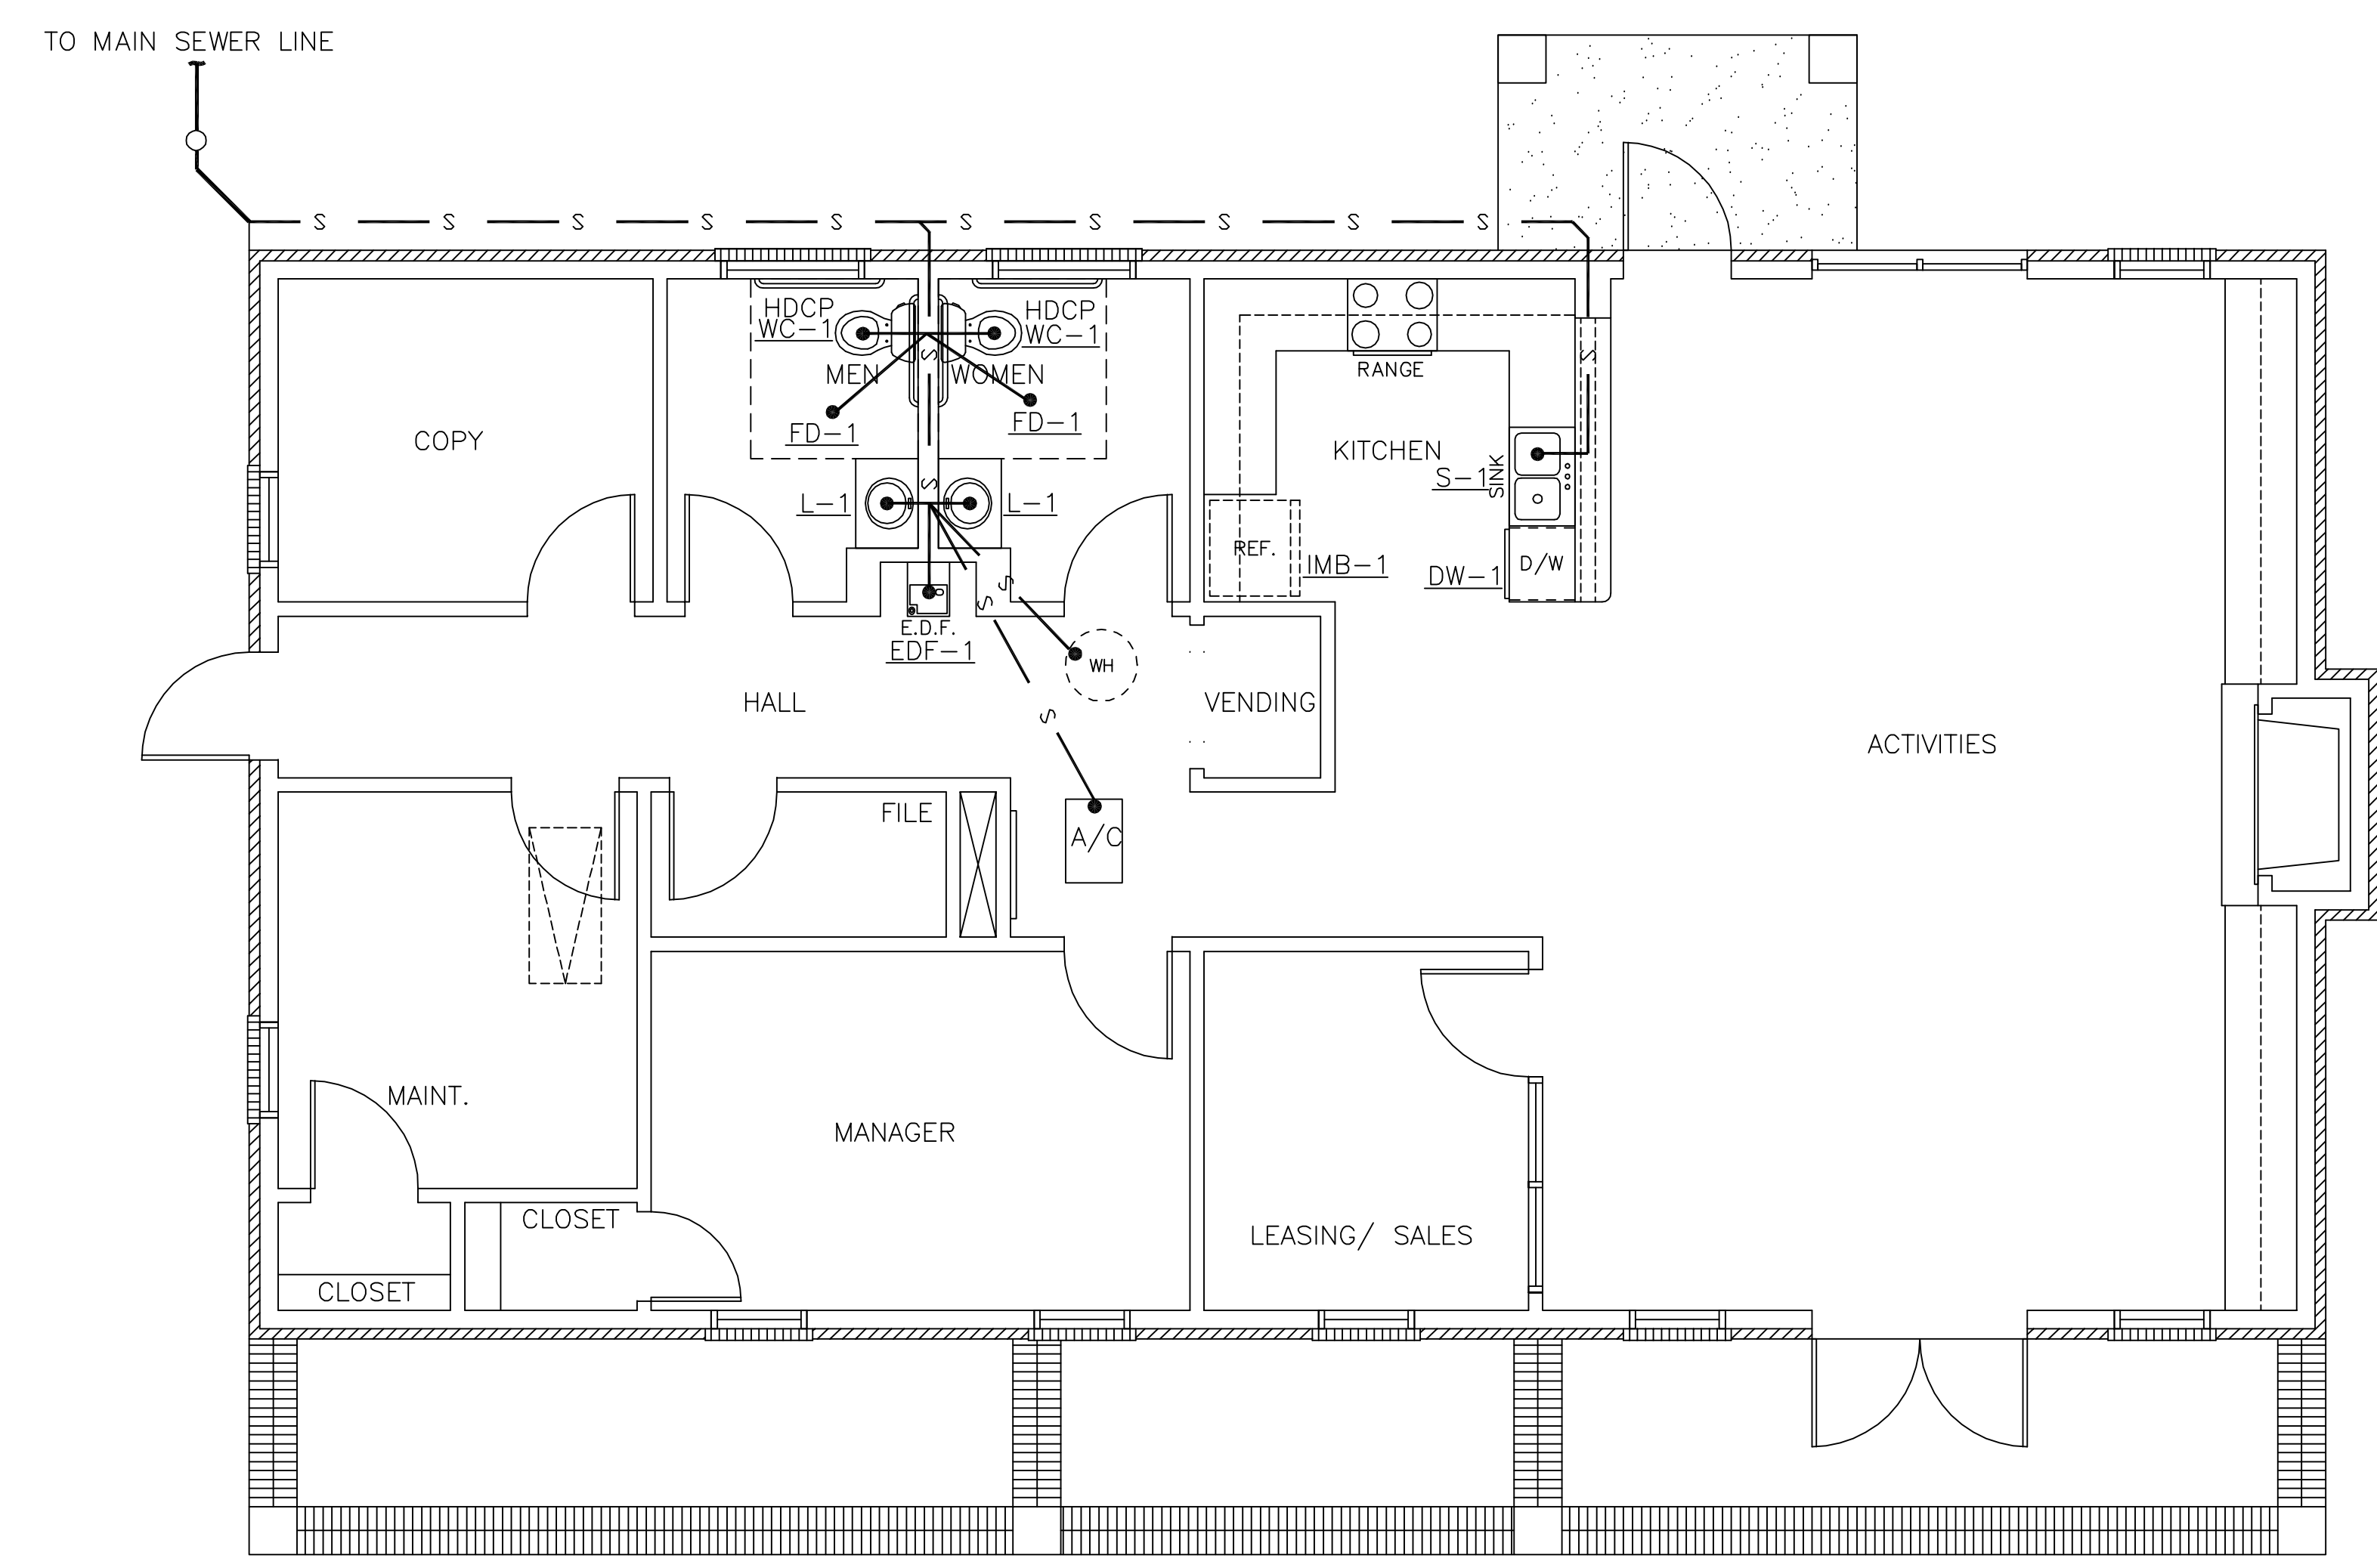 TO MAIN SEWER LINE
S S S S S S S S S S
HDCP
WC-1
HDCP
WC-1
S
S
MEN
WOMEN
RANGE
FD-1
FD-1
COPY
KITCHEN
S-1
SINK
S
L-1
L-1
REF.
IMB-1
DW-1
D/W
S
S
E.D.F.
EDF-1
WH
HALL
S
VENDING
ACTIVITIES
FILE
A/C
MAINT.
MANAGER
CLOSET
LEASING/ SALES
CLOSET